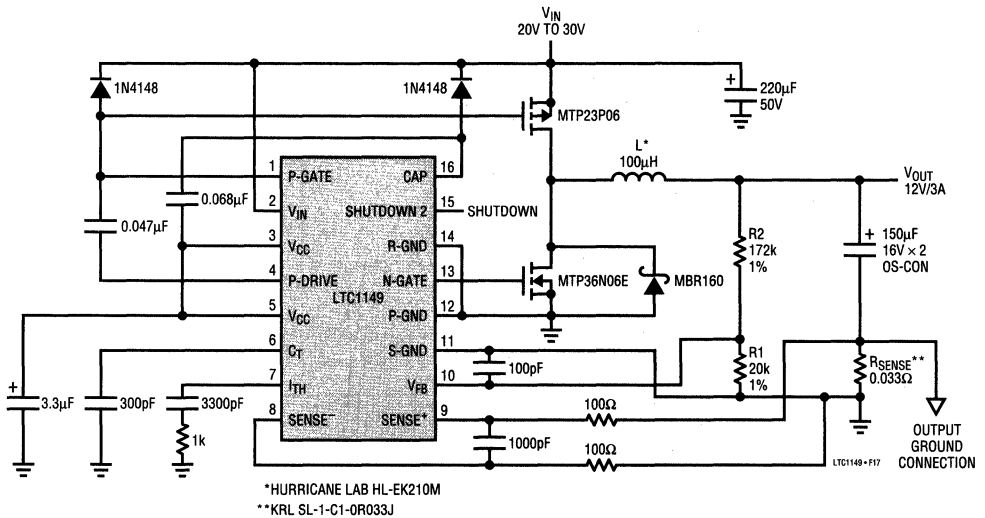 VIN
20V TO 30V
1N4148
1N4148
+
220µF
50V
MTP23P06
L*
100µH
VOUT
12V/3A
1
P-GATE
CAP
16
0.068µF
0.047µF
2
VIN
SHUTDOWN 2
15
SHUTDOWN
3
VCC
R-GND
14
R2
172k
1%
+
150µF
16V × 2
OS-CON
4
P-DRIVE
N-GATE
13
MTP36N06E
MBR160
LTC1149
5
VCC
P-GND
12
6
CT
S-GND
11
100pF
R1
20k
1%
RSENSE**
0.033Ω
7
ITH
VFB
10
+
3.3µF
300pF
3300pF
8
SENSE–
SENSE+
9
100Ω
1k
1000pF
100Ω
OUTPUT
GROUND
CONNECTION
LTC1149 • F17
*HURRICANE LAB HL-EK210M
**KRL SL-1-C1-0R033J